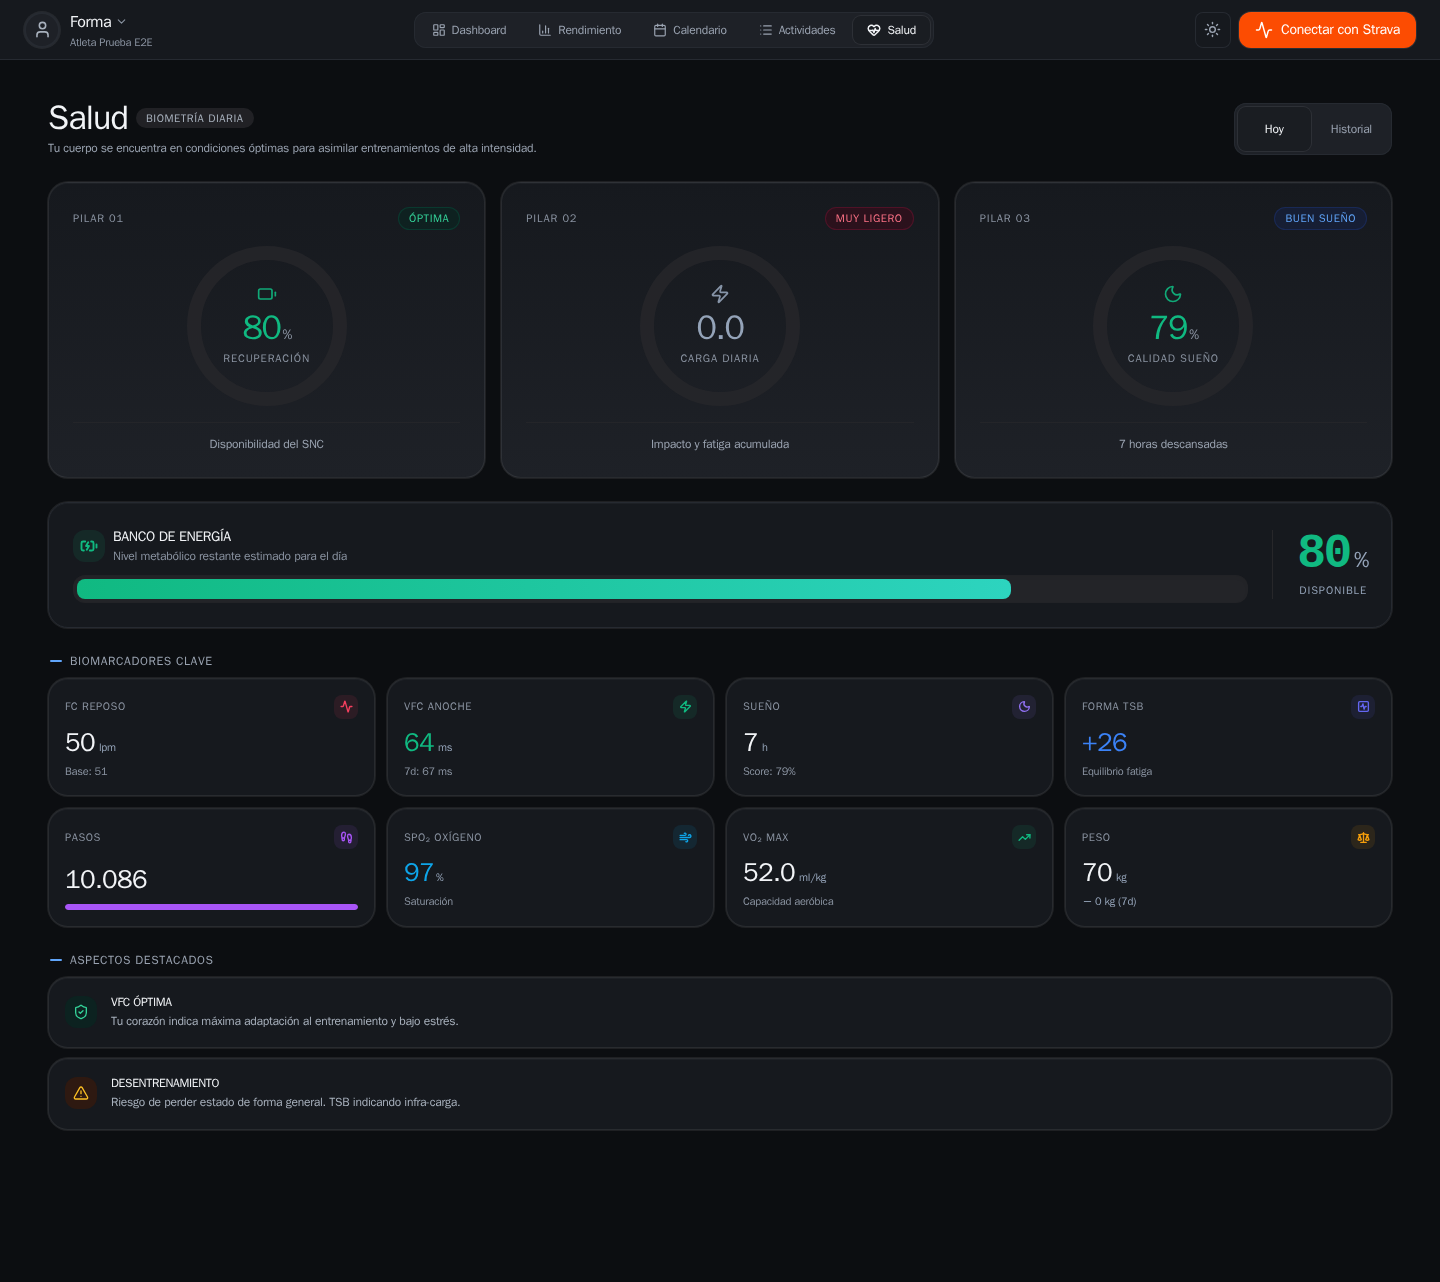 Forma
Atleta Prueba E2E
Dashboard
Rendimiento
Calendario
Actividades
Salud
Conectar con Strava
Salud
BIOMETRÍA DIARIA
Tu cuerpo se encuentra en condiciones óptimas para asimilar entrenamientos de alta intensidad.
Hoy
Historial
PILAR 01
ÓPTIMA
80%
RECUPERACIÓN
Disponibilidad del SNC
PILAR 02
MUY LIGERO
0.0
CARGA DIARIA
Impacto y fatiga acumulada
PILAR 03
BUEN SUEÑO
79%
CALIDAD SUEÑO
7 horas descansadas
BANCO DE ENERGÍA
Nivel metabólico restante estimado para el día
80%
DISPONIBLE
BIOMARCADORES CLAVE
FC REPOSO
50 lpm
Base: 51
VFC ANOCHE
64 ms
7d: 67 ms
SUEÑO
7 h
Score: 79%
FORMA TSB
+26
Equilibrio fatiga
PASOS
10.086
SPO₂ OXÍGENO
97 %
Saturación
VO₂ MAX
52.0 ml/kg
Capacidad aeróbica
PESO
70 kg
— 0 kg (7d)
ASPECTOS DESTACADOS
VFC ÓPTIMA
Tu corazón indica máxima adaptación al entrenamiento y bajo estrés.
DESENTRENAMIENTO
Riesgo de perder estado de forma general. TSB indicando infra-carga.